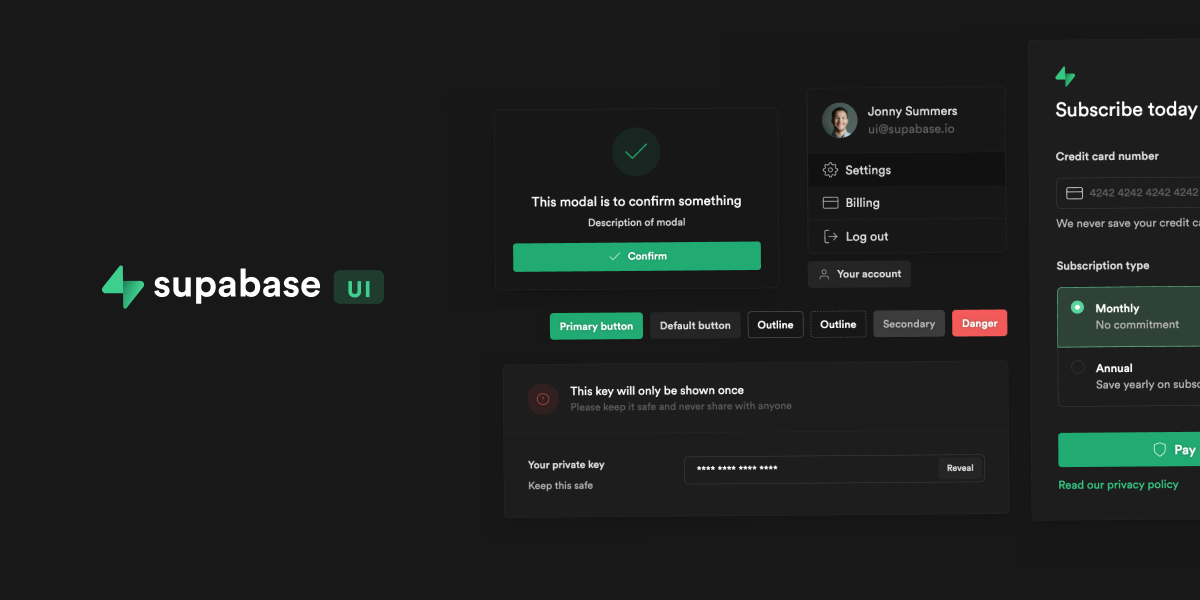 supabase UI
This modal is to confirm something
Description of modal
Confirm
Jonny Summers
ui@supabase.io
Settings
Billing
Log out
Your account
Primary button
Default button
Outline
Outline
Secondary
Danger
This key will only be shown once
Please keep it safe and never share with anyone
Your private key
Keep this safe
**** **** **** ****
Reveal
Subscribe today
Credit card number
4242 4242 4242 4242
We never save your credit ca
Subscription type
Monthly
No commitment
Annual
Save yearly on subsc
Pay
Read our privacy policy